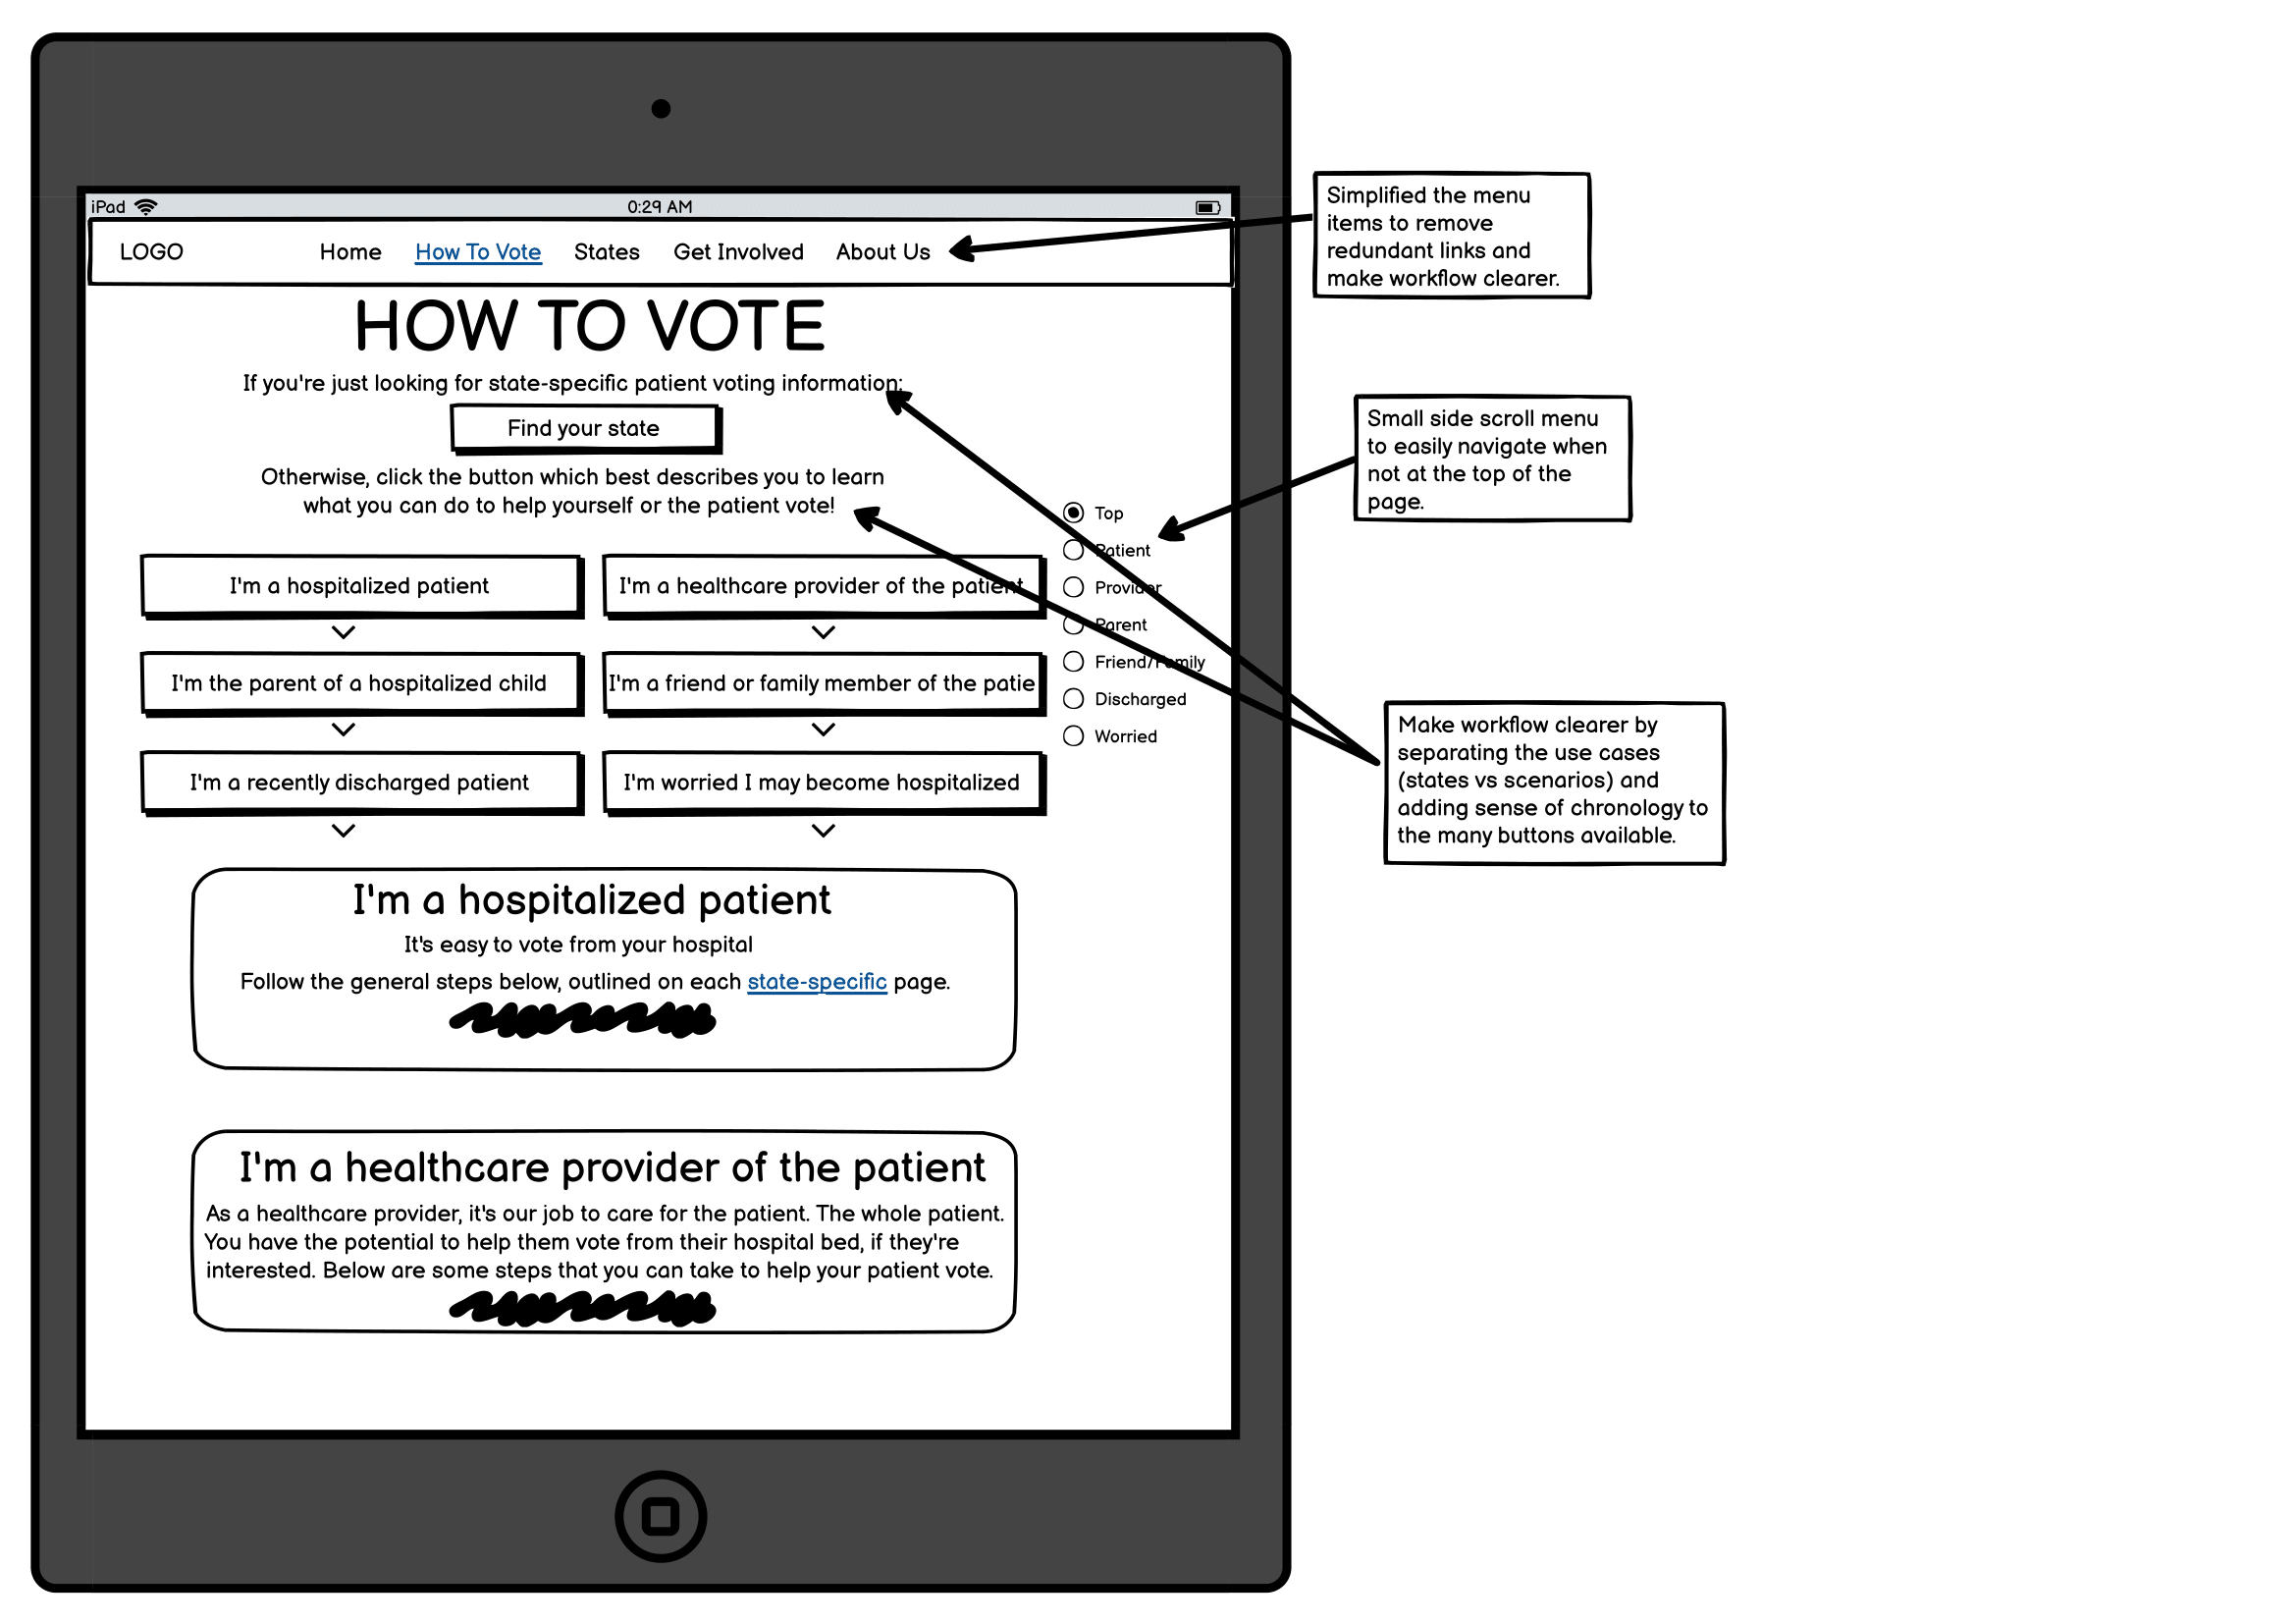 iPad 0:29 AM
LOGO Home How To Vote States Get Involved About Us
HOW TO VOTE
If you're just looking for state-specific patient voting information:
Find your state
Otherwise, click the button which best describes you to learn
what you can do to help yourself or the patient vote!
I'm a hospitalized patient
I'm a healthcare provider of the patient
I'm the parent of a hospitalized child
I'm a friend or family member of the patie
I'm a recently discharged patient
I'm worried I may become hospitalized
Top
Patient
Provider
Parent
Friend/Family
Discharged
Worried
I'm a hospitalized patient
It's easy to vote from your hospital
Follow the general steps below, outlined on each state-specific page.
I'm a healthcare provider of the patient
As a healthcare provider, it's our job to care for the patient. The whole patient.
You have the potential to help them vote from their hospital bed, if they're
interested. Below are some steps that you can take to help your patient vote.
Simplified the menu
items to remove
redundant links and
make workflow clearer.
Small side scroll menu
to easily navigate when
not at the top of the
page.
Make workflow clearer by
separating the use cases
(states vs scenarios) and
adding sense of chronology to
the many buttons available.